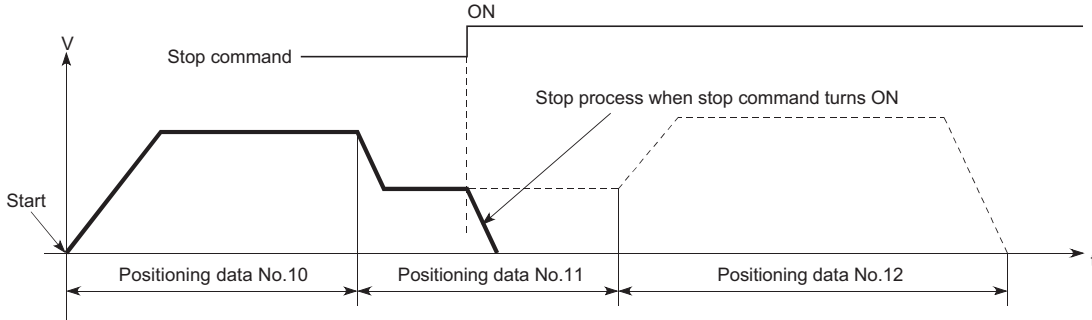 ON
V
Stop command
Stop process when stop command turns ON
Start
Positioning data No.10
Positioning data No.11
Positioning data No.12